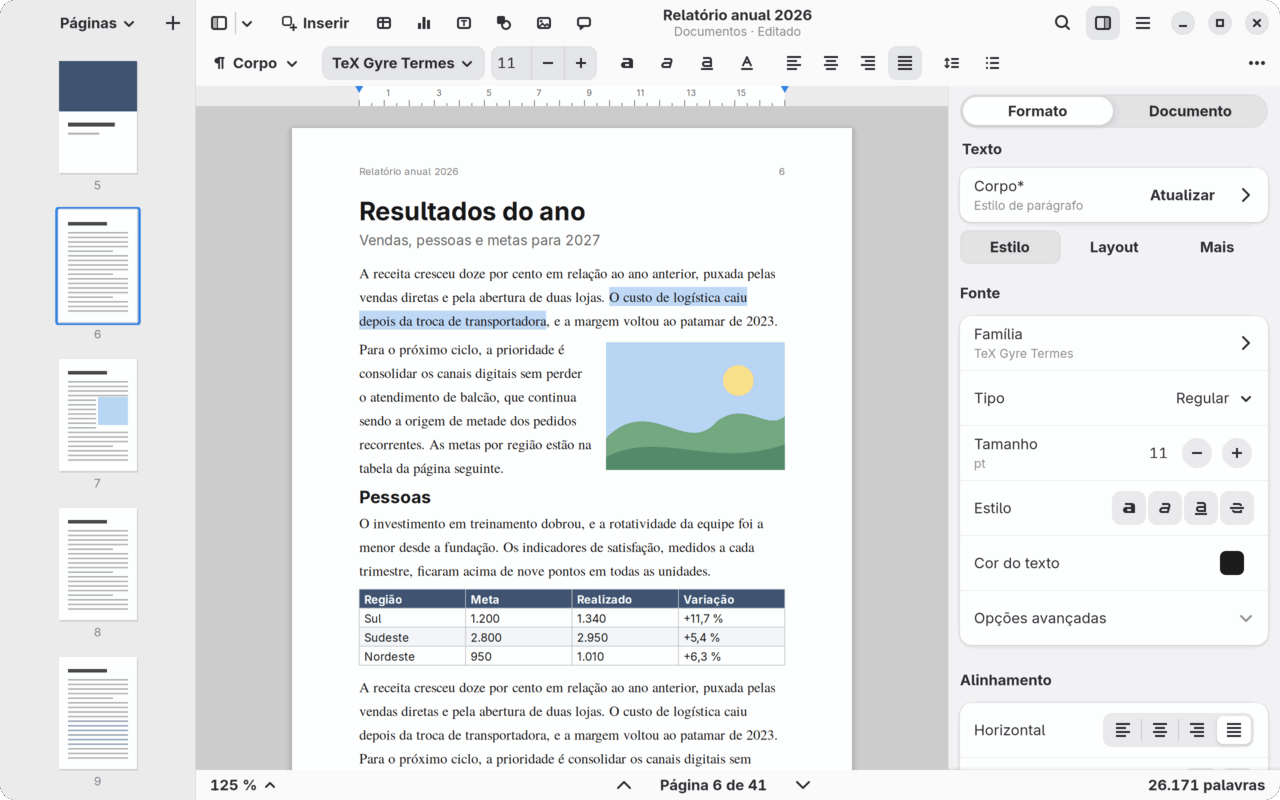 Páginas
Inserir
Relatório anual 2026
Documentos · Editado
¶ Corpo
TeX Gyre Termes
11
a a a A
1 3 5 7 9 11 13 15
5
6
7
8
9
Relatório anual 2026 6
Resultados do ano
Vendas, pessoas e metas para 2027
A receita cresceu doze por cento em relação ao ano anterior, puxada pelas
vendas diretas e pela abertura de duas lojas. O custo de logística caiu
depois da troca de transportadora, e a margem voltou ao patamar de 2023.
Para o próximo ciclo, a prioridade é
consolidar os canais digitais sem perder
o atendimento de balcão, que continua
sendo a origem de metade dos pedidos
recorrentes. As metas por região estão na
tabela da página seguinte.
Pessoas
O investimento em treinamento dobrou, e a rotatividade da equipe foi a
menor desde a fundação. Os indicadores de satisfação, medidos a cada
trimestre, ficaram acima de nove pontos em todas as unidades.
Região Meta Realizado Variação
Sul 1.200 1.340 +11,7 %
Sudeste 2.800 2.950 +5,4 %
Nordeste 950 1.010 +6,3 %
A receita cresceu doze por cento em relação ao ano anterior, puxada pelas
vendas diretas e pela abertura de duas lojas. O custo de logística caiu
depois da troca de transportadora, e a margem voltou ao patamar de 2023.
Para o próximo ciclo, a prioridade é consolidar os canais digitais sem
Formato Documento
Texto
Corpo*
Estilo de parágrafo
Atualizar
Estilo Layout Mais
Fonte
Família
TeX Gyre Termes
Tipo Regular
Tamanho
pt
11
Estilo a a a
Cor do texto
Opções avançadas
Alinhamento
Horizontal
125 %
Página 6 de 41
26.171 palavras